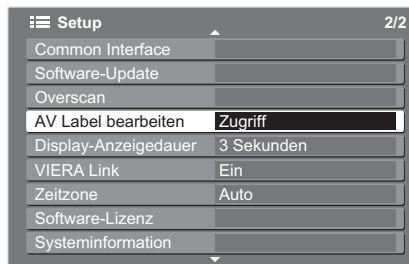 Setup 2/2
Common Interface
Software-Update
Overscan
AV Label bearbeiten Zugriff
Display-Anzeigedauer 3 Sekunden
VIERA Link Ein
Zeitzone Auto
Software-Lizenz
Systeminformation